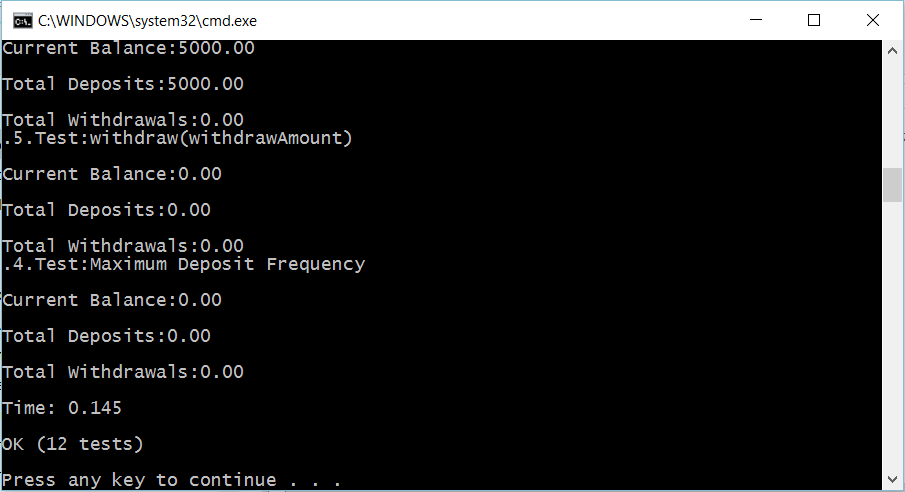 C:\WINDOWS\system32\cmd.exe
Current Balance:5000.00
Total Deposits:5000.00
Total Withdrawals:0.00
.5.Test:withdraw(withdrawAmount)
Current Balance:0.00
Total Deposits:0.00
Total Withdrawals:0.00
.4.Test:Maximum Deposit Frequency
Current Balance:0.00
Total Deposits:0.00
Total Withdrawals:0.00
Time: 0.145
OK (12 tests)
Press any key to continue . . .